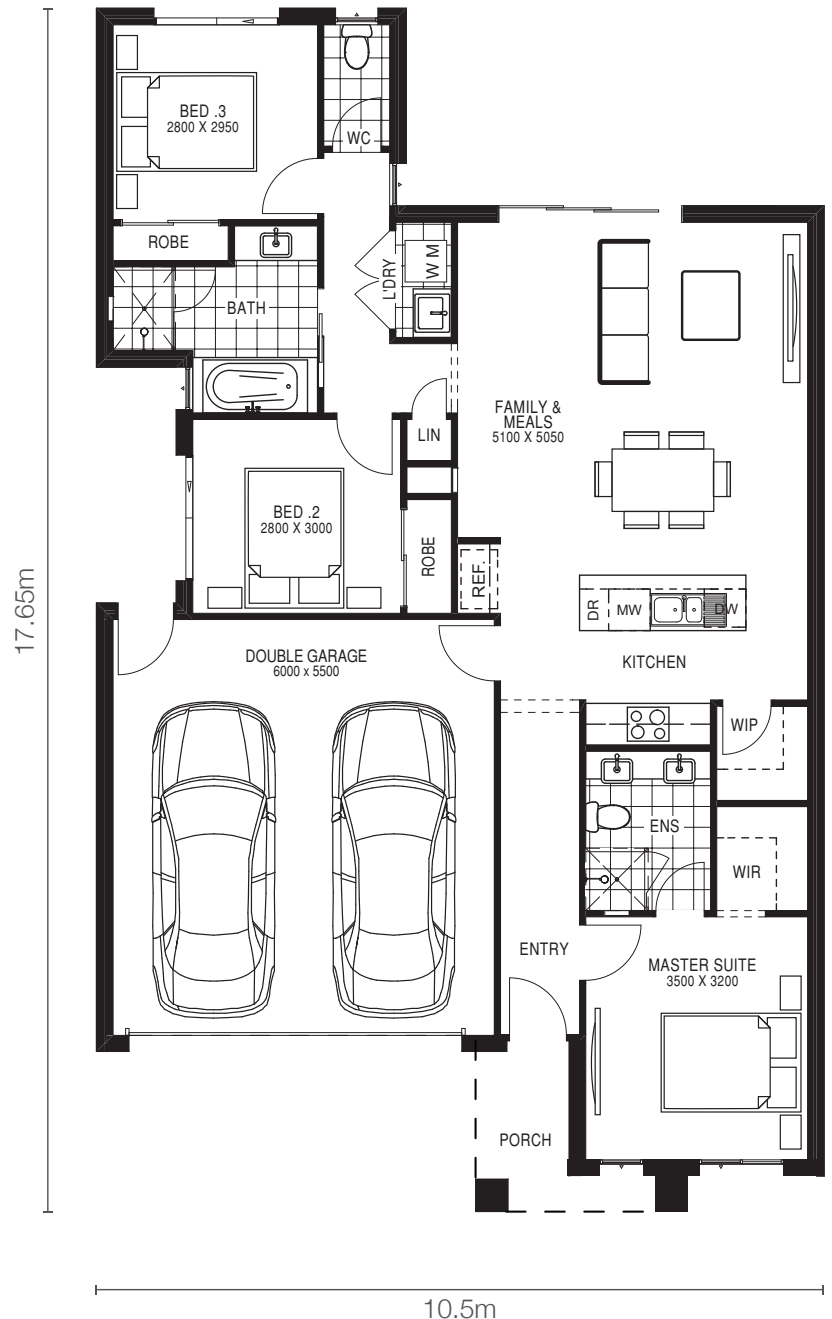 BED .3
2800 X 2950
WC
ROBE
BATH
L'DRY
W M
FAMILY &
MEALS
5100 X 5050
LIN
BED .2
2800 X 3000
ROBE
REF.
DR
MW
DW
KITCHEN
DOUBLE GARAGE
6000 x 5500
WIP
ENS
WIR
ENTRY
MASTER SUITE
3500 X 3200
PORCH
17.65m
10.5m